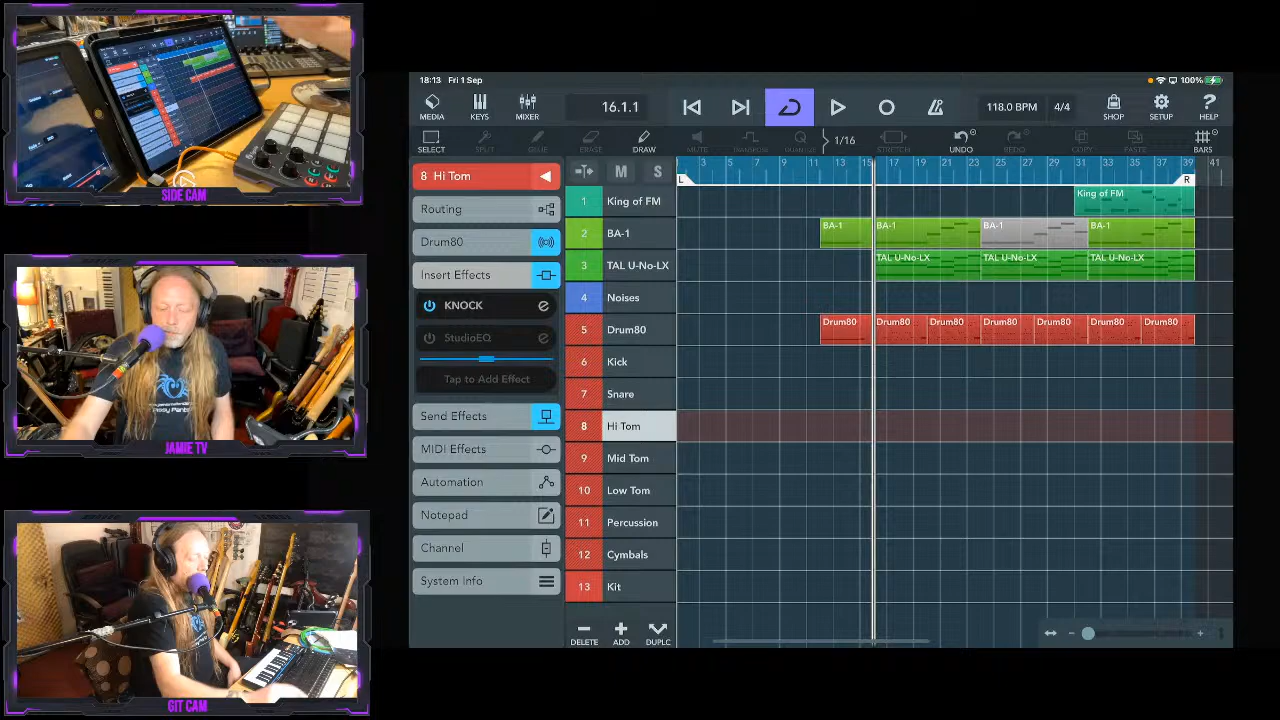 SIDE CAM
JAMIE TV
GIT CAM
18:13 Fri 1 Sep
100%
MEDIA
KEYS
MIXER
16.1.1
118.0 BPM
4/4
SHOP
SETUP
HELP
SELECT
SPLIT
GLUE
ERASE
DRAW
MUTE
TRANSPOSE
QUANTIZE
1/16
STRETCH
UNDO
REDO
COPY
PASTE
BARS
8 Hi Tom
M
S
3 5 7 9 11 13 15 17 19 21 23 25 27 29 31 33 35 37 39 41
L
R
Routing
Drum80
Insert Effects
KNOCK
StudioEQ
Tap to Add Effect
Send Effects
MIDI Effects
Automation
Notepad
Channel
System Info
1 King of FM
King of FM
2 BA-1
BA-1 BA-1 BA-1 BA-1
3 TAL U-No-LX
TAL U-No-LX TAL U-No-LX TAL U-No-LX
4 Noises
5 Drum80
Drum80 Drum80 Drum80 Drum80 Drum80 Drum80 Drum80
6 Kick
7 Snare
8 Hi Tom
9 Mid Tom
10 Low Tom
11 Percussion
12 Cymbals
13 Kit
DELETE
ADD
DUPLC